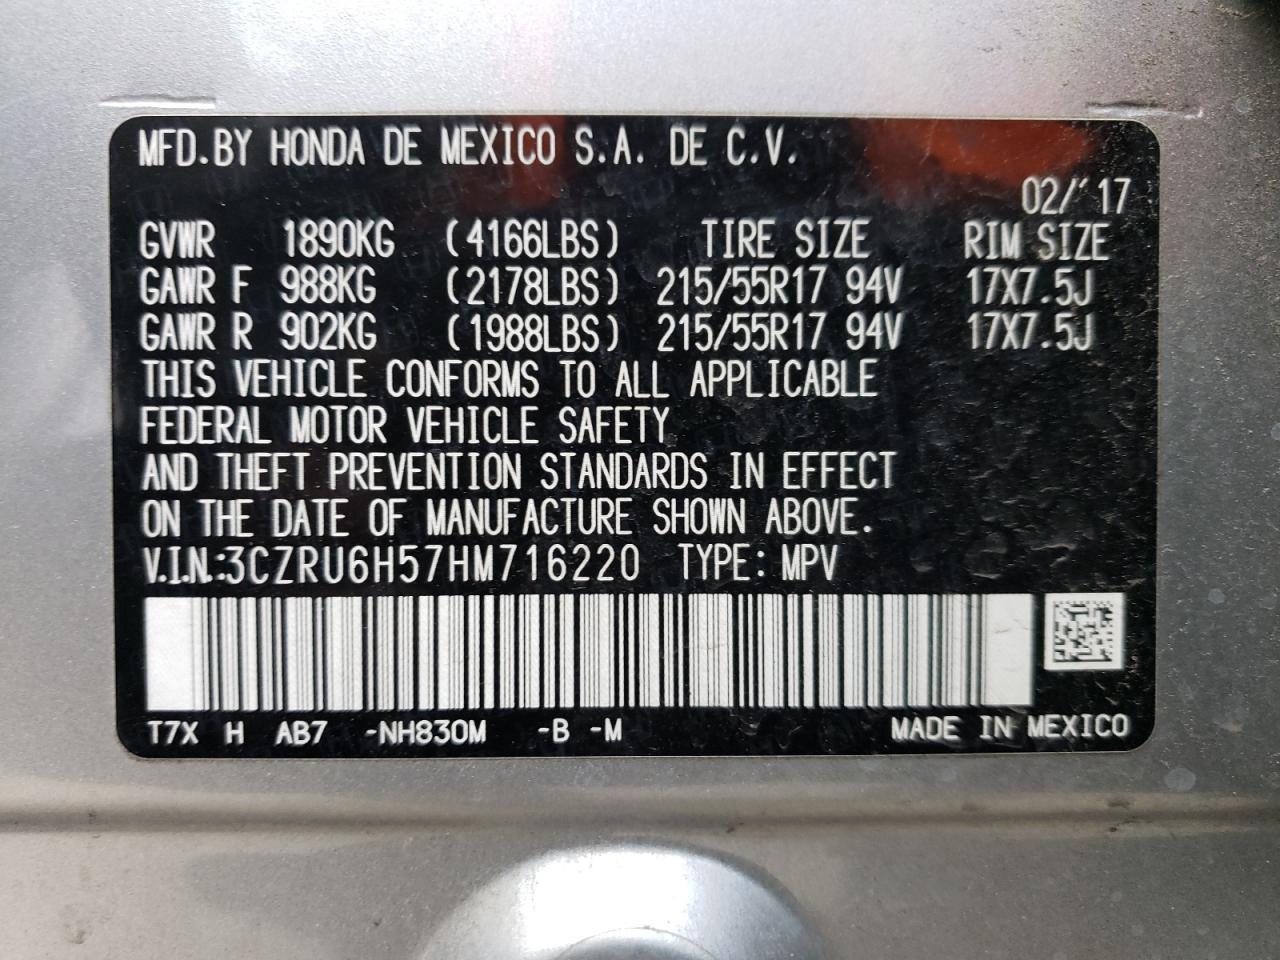 MFD.BY HONDA DE MEXICO S.A. DE C.V.
02/'17
GVWR 1890KG (4166LBS) TIRE SIZE RIM SIZE
GAWR F 988KG (2178LBS) 215/55R17 94V 17X7.5J
GAWR R 902KG (1988LBS) 215/55R17 94V 17X7.5J
THIS VEHICLE CONFORMS TO ALL APPLICABLE
FEDERAL MOTOR VEHICLE SAFETY
AND THEFT PREVENTION STANDARDS IN EFFECT
ON THE DATE OF MANUFACTURE SHOWN ABOVE.
V.I.N.:3CZRU6H57HM716220 TYPE: MPV
T7X H AB7 -NH830M -B -M MADE IN MEXICO